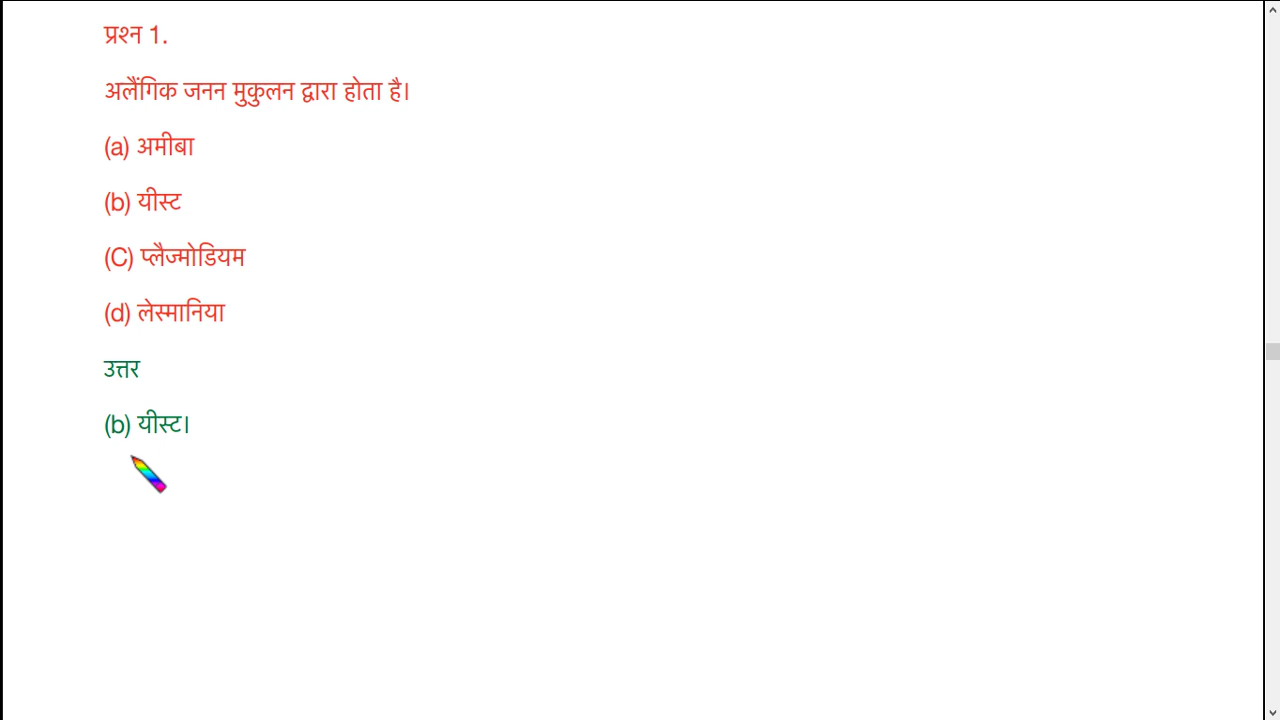 प्रश्न 1.
अलैंगिक जनन मुकुलन द्वारा होता है।
(a) अमीबा
(b) यीस्ट
(C) प्लैज्मोडियम
(d) लेस्मानिया
उत्तर
(b) यीस्ट।